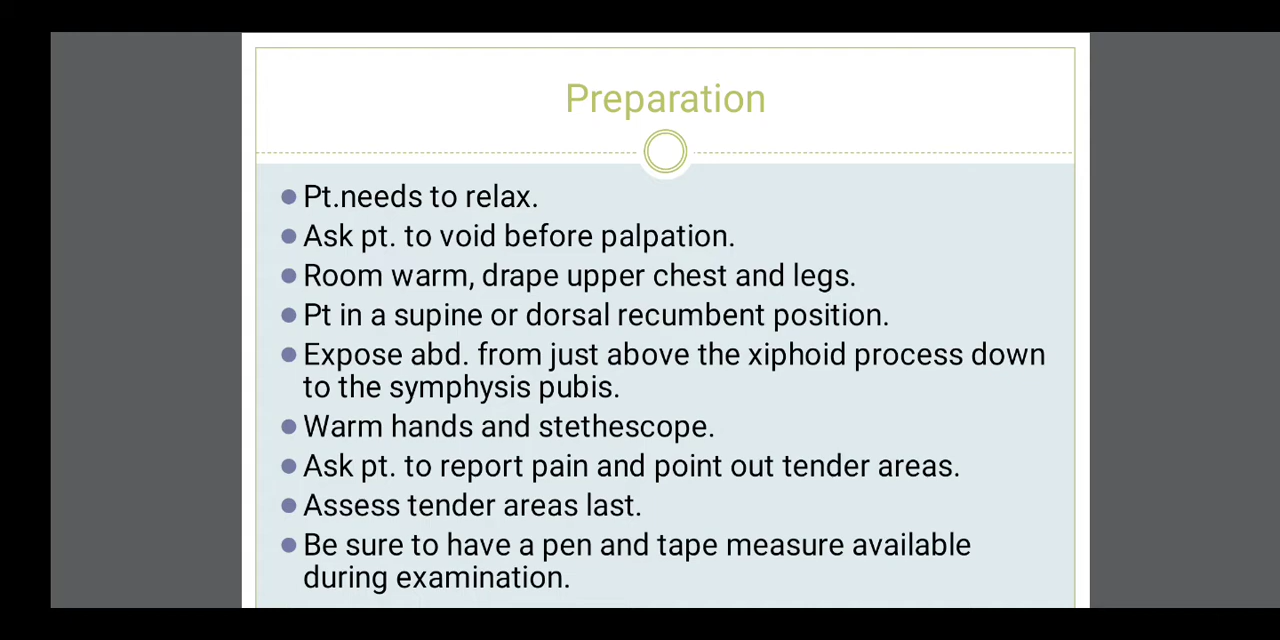 Preparation
Pt.needs to relax.
Ask pt. to void before palpation.
Room warm, drape upper chest and legs.
Pt in a supine or dorsal recumbent position.
Expose abd. from just above the xiphoid process down
to the symphysis pubis.
Warm hands and stethescope.
Ask pt. to report pain and point out tender areas.
Assess tender areas last.
Be sure to have a pen and tape measure available
during examination.